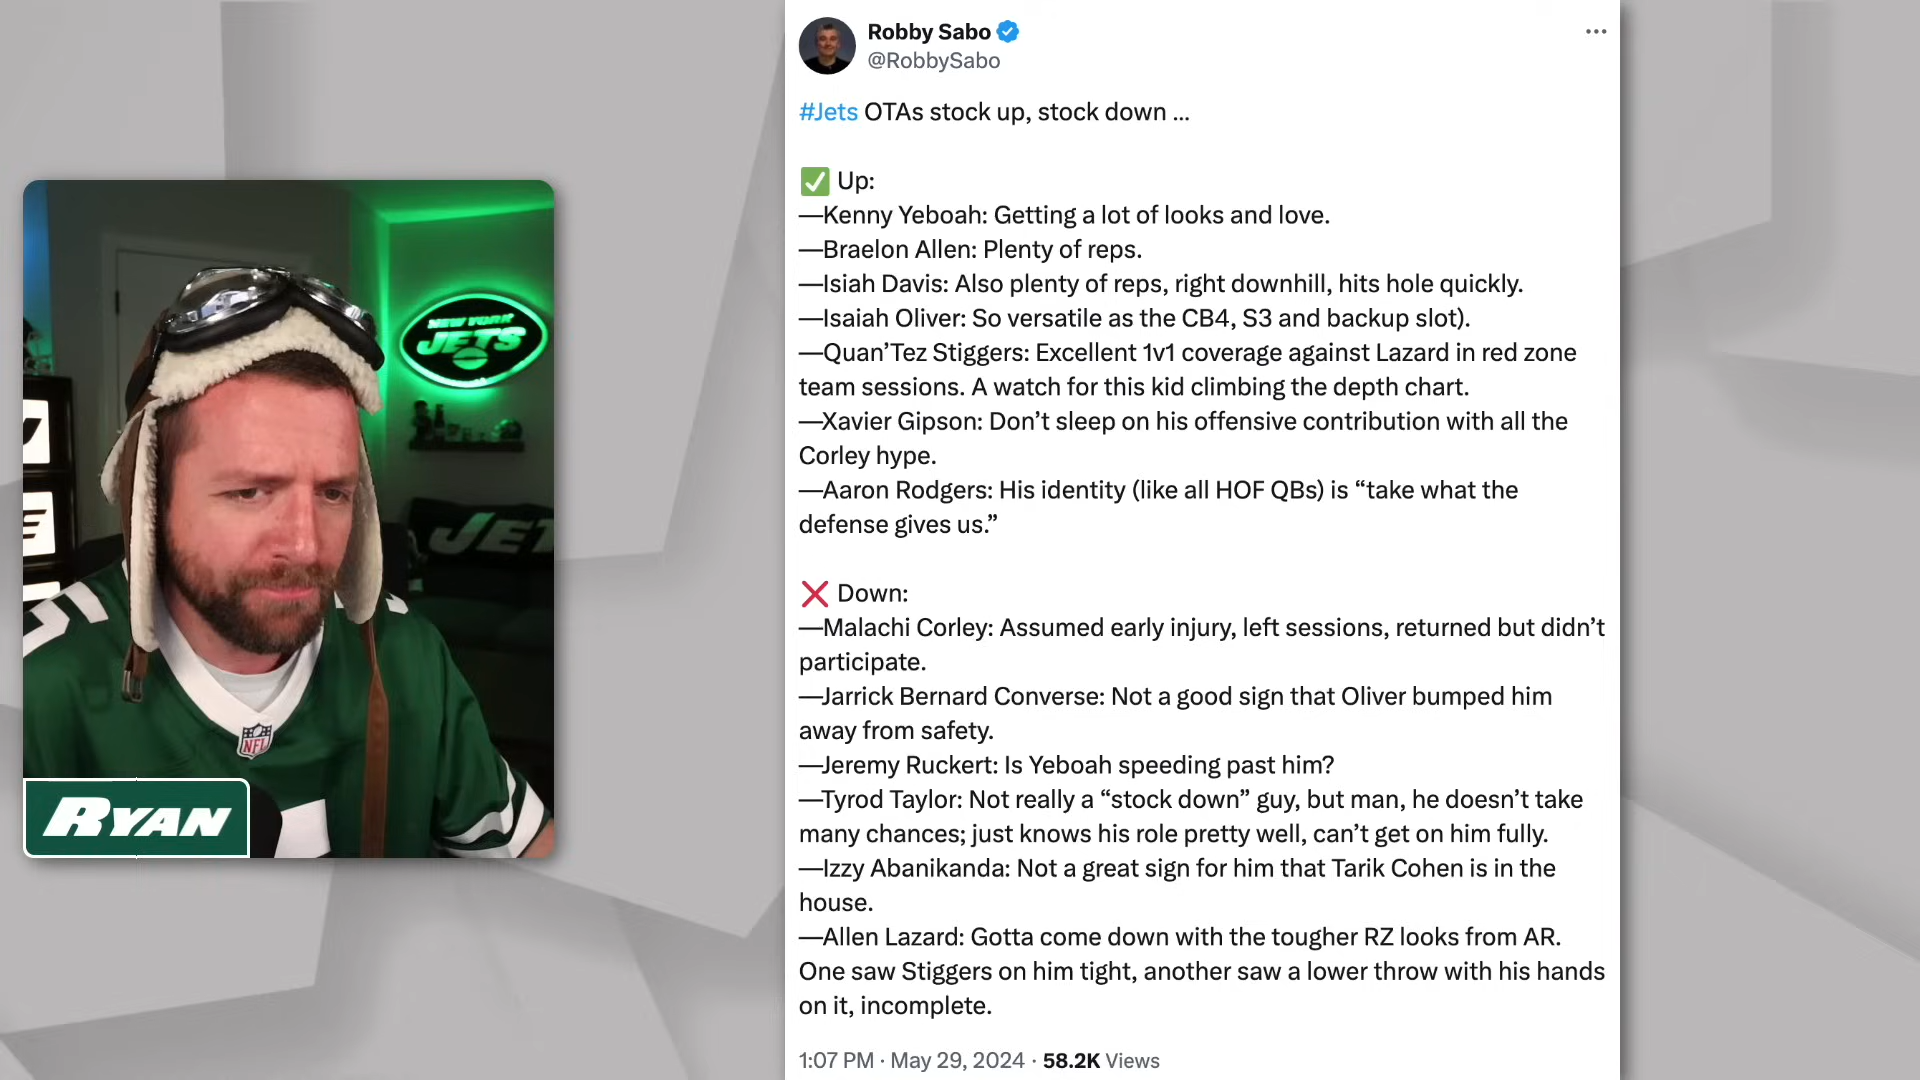 Robby Sabo
@RobbySabo
#Jets OTAs stock up, stock down ...
✅ Up:
—Kenny Yeboah: Getting a lot of looks and love.
—Braelon Allen: Plenty of reps.
—Isiah Davis: Also plenty of reps, right downhill, hits hole quickly.
—Isaiah Oliver: So versatile as the CB4, S3 and backup slot).
—Quan’Tez Stiggers: Excellent 1v1 coverage against Lazard in red zone
team sessions. A watch for this kid climbing the depth chart.
—Xavier Gipson: Don’t sleep on his offensive contribution with all the
Corley hype.
—Aaron Rodgers: His identity (like all HOF QBs) is “take what the
defense gives us.”
❌ Down:
—Malachi Corley: Assumed early injury, left sessions, returned but didn’t
participate.
—Jarrick Bernard Converse: Not a good sign that Oliver bumped him
away from safety.
—Jeremy Ruckert: Is Yeboah speeding past him?
—Tyrod Taylor: Not really a “stock down” guy, but man, he doesn’t take
many chances; just knows his role pretty well, can’t get on him fully.
—Izzy Abanikanda: Not a great sign for him that Tarik Cohen is in the
house.
—Allen Lazard: Gotta come down with the tougher RZ looks from AR.
One saw Stiggers on him tight, another saw a lower throw with his hands
on it, incomplete.
1:07 PM · May 29, 2024 · 58.2K Views
NEW YORK
JETS
JET
NFL
RYAN